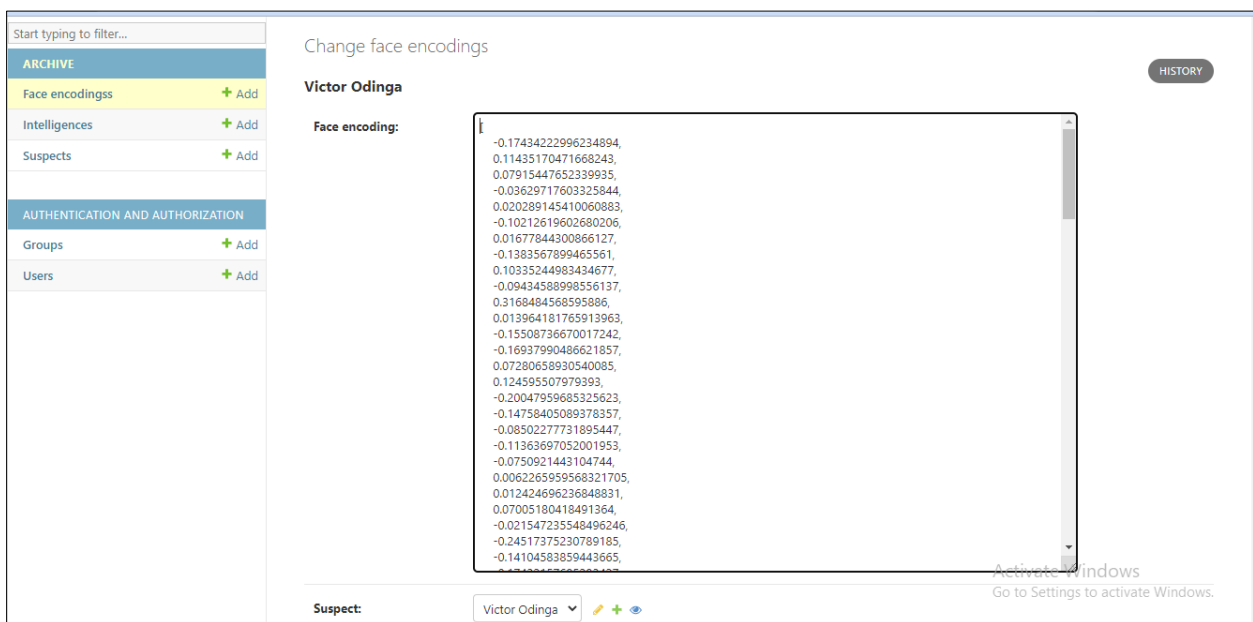 Start typing to filter...
ARCHIVE
Face encodingss + Add
Intelligences + Add
Suspects + Add
AUTHENTICATION AND AUTHORIZATION
Groups + Add
Users + Add
Change face encodings
HISTORY
Victor Odinga
Face encoding:
[
-0.17434222996234894,
0.11435170471668243,
0.07915447652339935,
-0.03629717603325844,
0.020289145410060883,
-0.10212619602680206,
0.01677844300866127,
-0.1383567899465561,
0.10335244983434677,
-0.09434588998556137,
0.3168484568595886,
0.013964181765913963,
-0.15508736670017242,
-0.16937990486621857,
0.07280658930540085,
0.124595507979393,
-0.20047959685325623,
-0.14758405089378357,
-0.08502277731895447,
-0.11363697052001953,
-0.0750921443104744,
0.0062265959568321705,
0.012424696236848831,
0.07005180418491364,
-0.021547235548496246,
-0.24517375230789185,
-0.14104583859443665,
Activate Windows
Go to Settings to activate Windows.
Suspect:
Victor Odinga